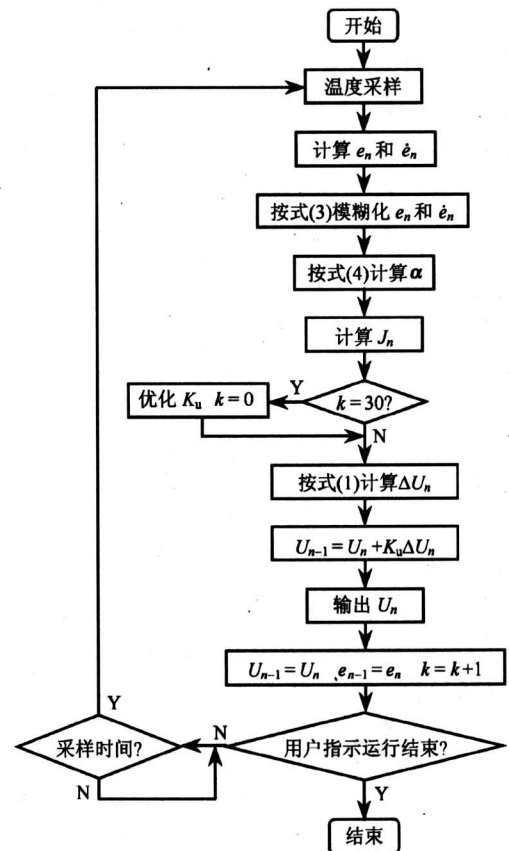 开始
温度采样
计算 eₙ 和 ėₙ
按式(3)模糊化 eₙ 和 ėₙ
按式(4)计算α
计算 Jₙ
优化 Kᵤ k=0
Y
k=30?
N
按式(1)计算ΔUₙ
Uₙ₋₁=Uₙ+KᵤΔUₙ
输出 Uₙ
Uₙ₋₁=Uₙ 、eₙ₋₁=eₙ k=k+1
Y
采样时间?
N
N
用户指示运行结束?
Y
结束